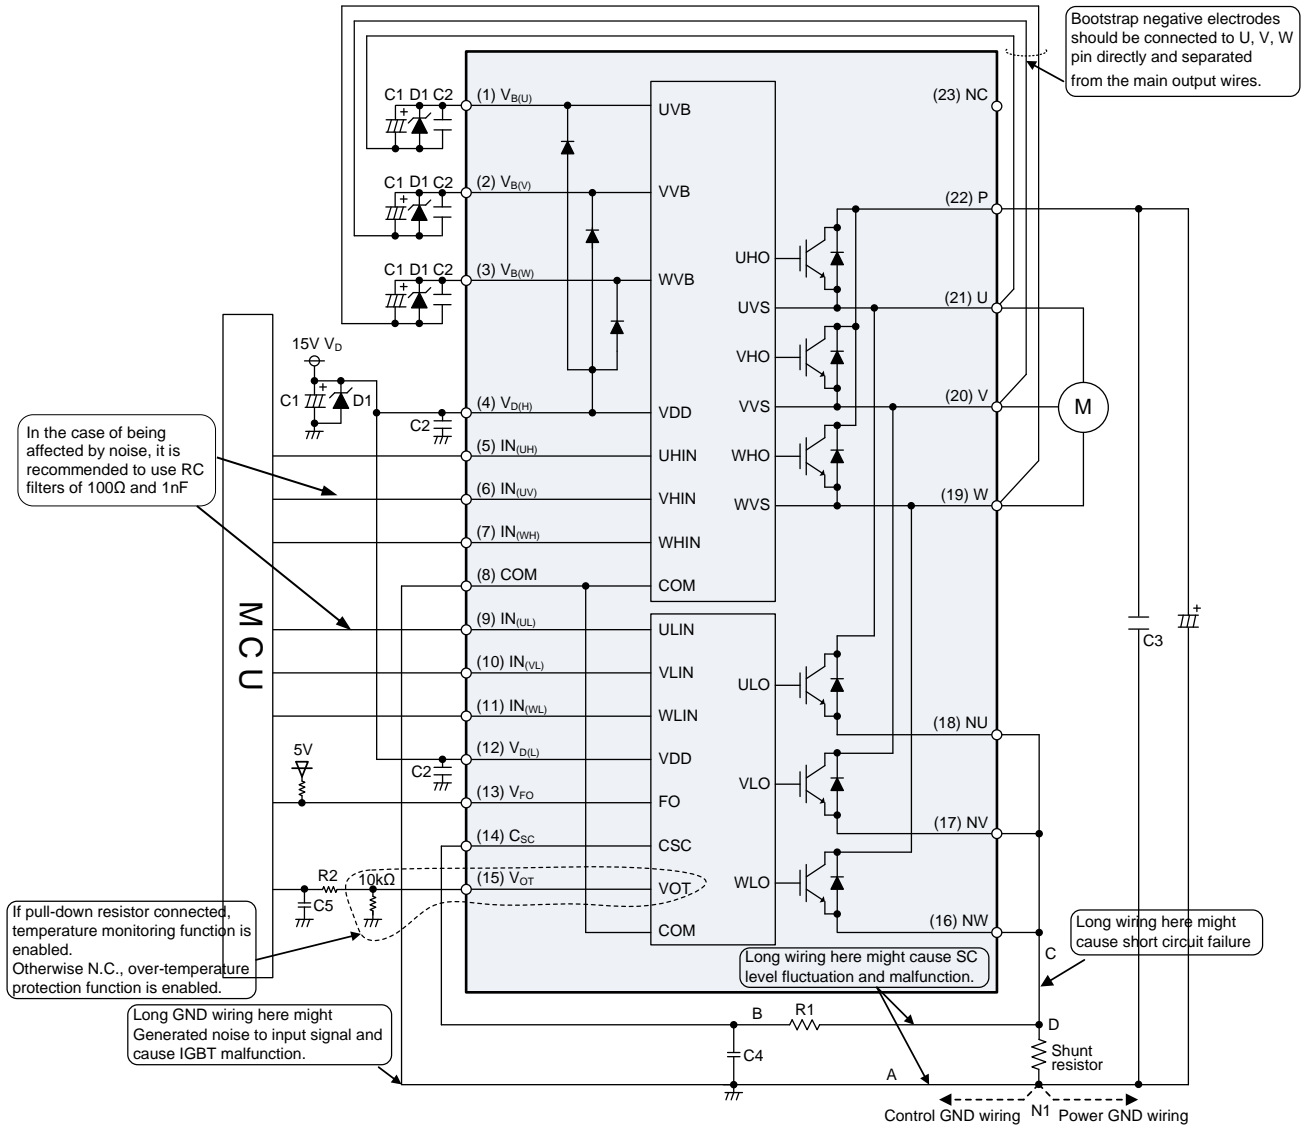 Bootstrap negative electrodes
should be connected to U, V, W
pin directly and separated
from the main output wires.
C1 D1 C2
+
(1) VB(U)
UVB
(23) NC
C1 D1 C2
+
(2) VB(V)
VVB
(22) P
C1 D1 C2
+
(3) VB(W)
WVB
UHO
(21) U
UVS
15V VD
+
C1
D1
VHO
(20) V
C2
(4) VD(H)
VDD
VVS
M
In the case of being
affected by noise, it is
recommended to use RC
filters of 100Ω and 1nF
(5) IN(UH)
UHIN
WHO
(6) IN(UV)
VHIN
WVS
(19) W
(7) IN(WH)
WHIN
(8) COM
COM
MCU
(9) IN(UL)
ULIN
C3
+
(10) IN(VL)
VLIN
ULO
(11) IN(WL)
WLIN
(18) NU
5V
C2
(12) VD(L)
VDD
VLO
(13) VFO
FO
(17) NV
(14) CSC
CSC
R2
10kΩ
(15) VOT
VOT
WLO
C5
(16) NW
COM
If pull-down resistor connected,
temperature monitoring function is
enabled.
Otherwise N.C., over-temperature
protection function is enabled.
Long wiring here might
cause short circuit failure
Long wiring here might cause SC
level fluctuation and malfunction.
C
Long GND wiring here might
Generated noise to input signal and
cause IGBT malfunction.
B
R1
D
C4
Shunt
resistor
A
Control GND wiring
N1
Power GND wiring